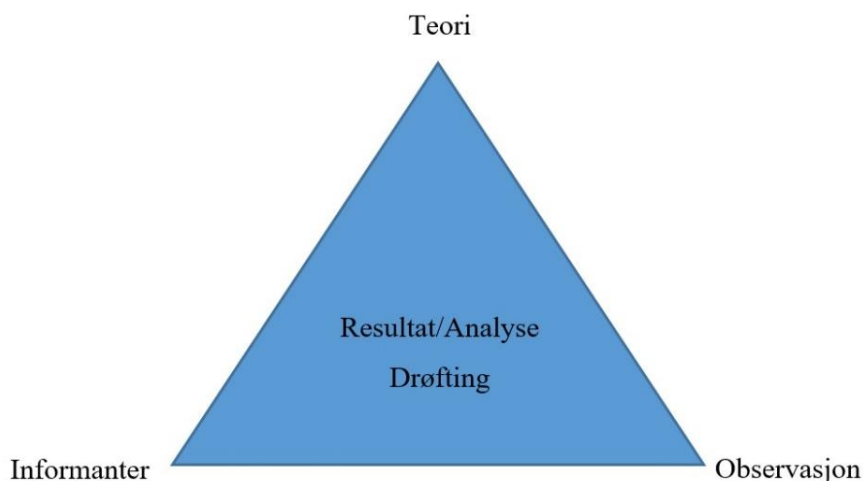 Teori
Resultat/Analyse
Drøfting
Informanter
Observasjon